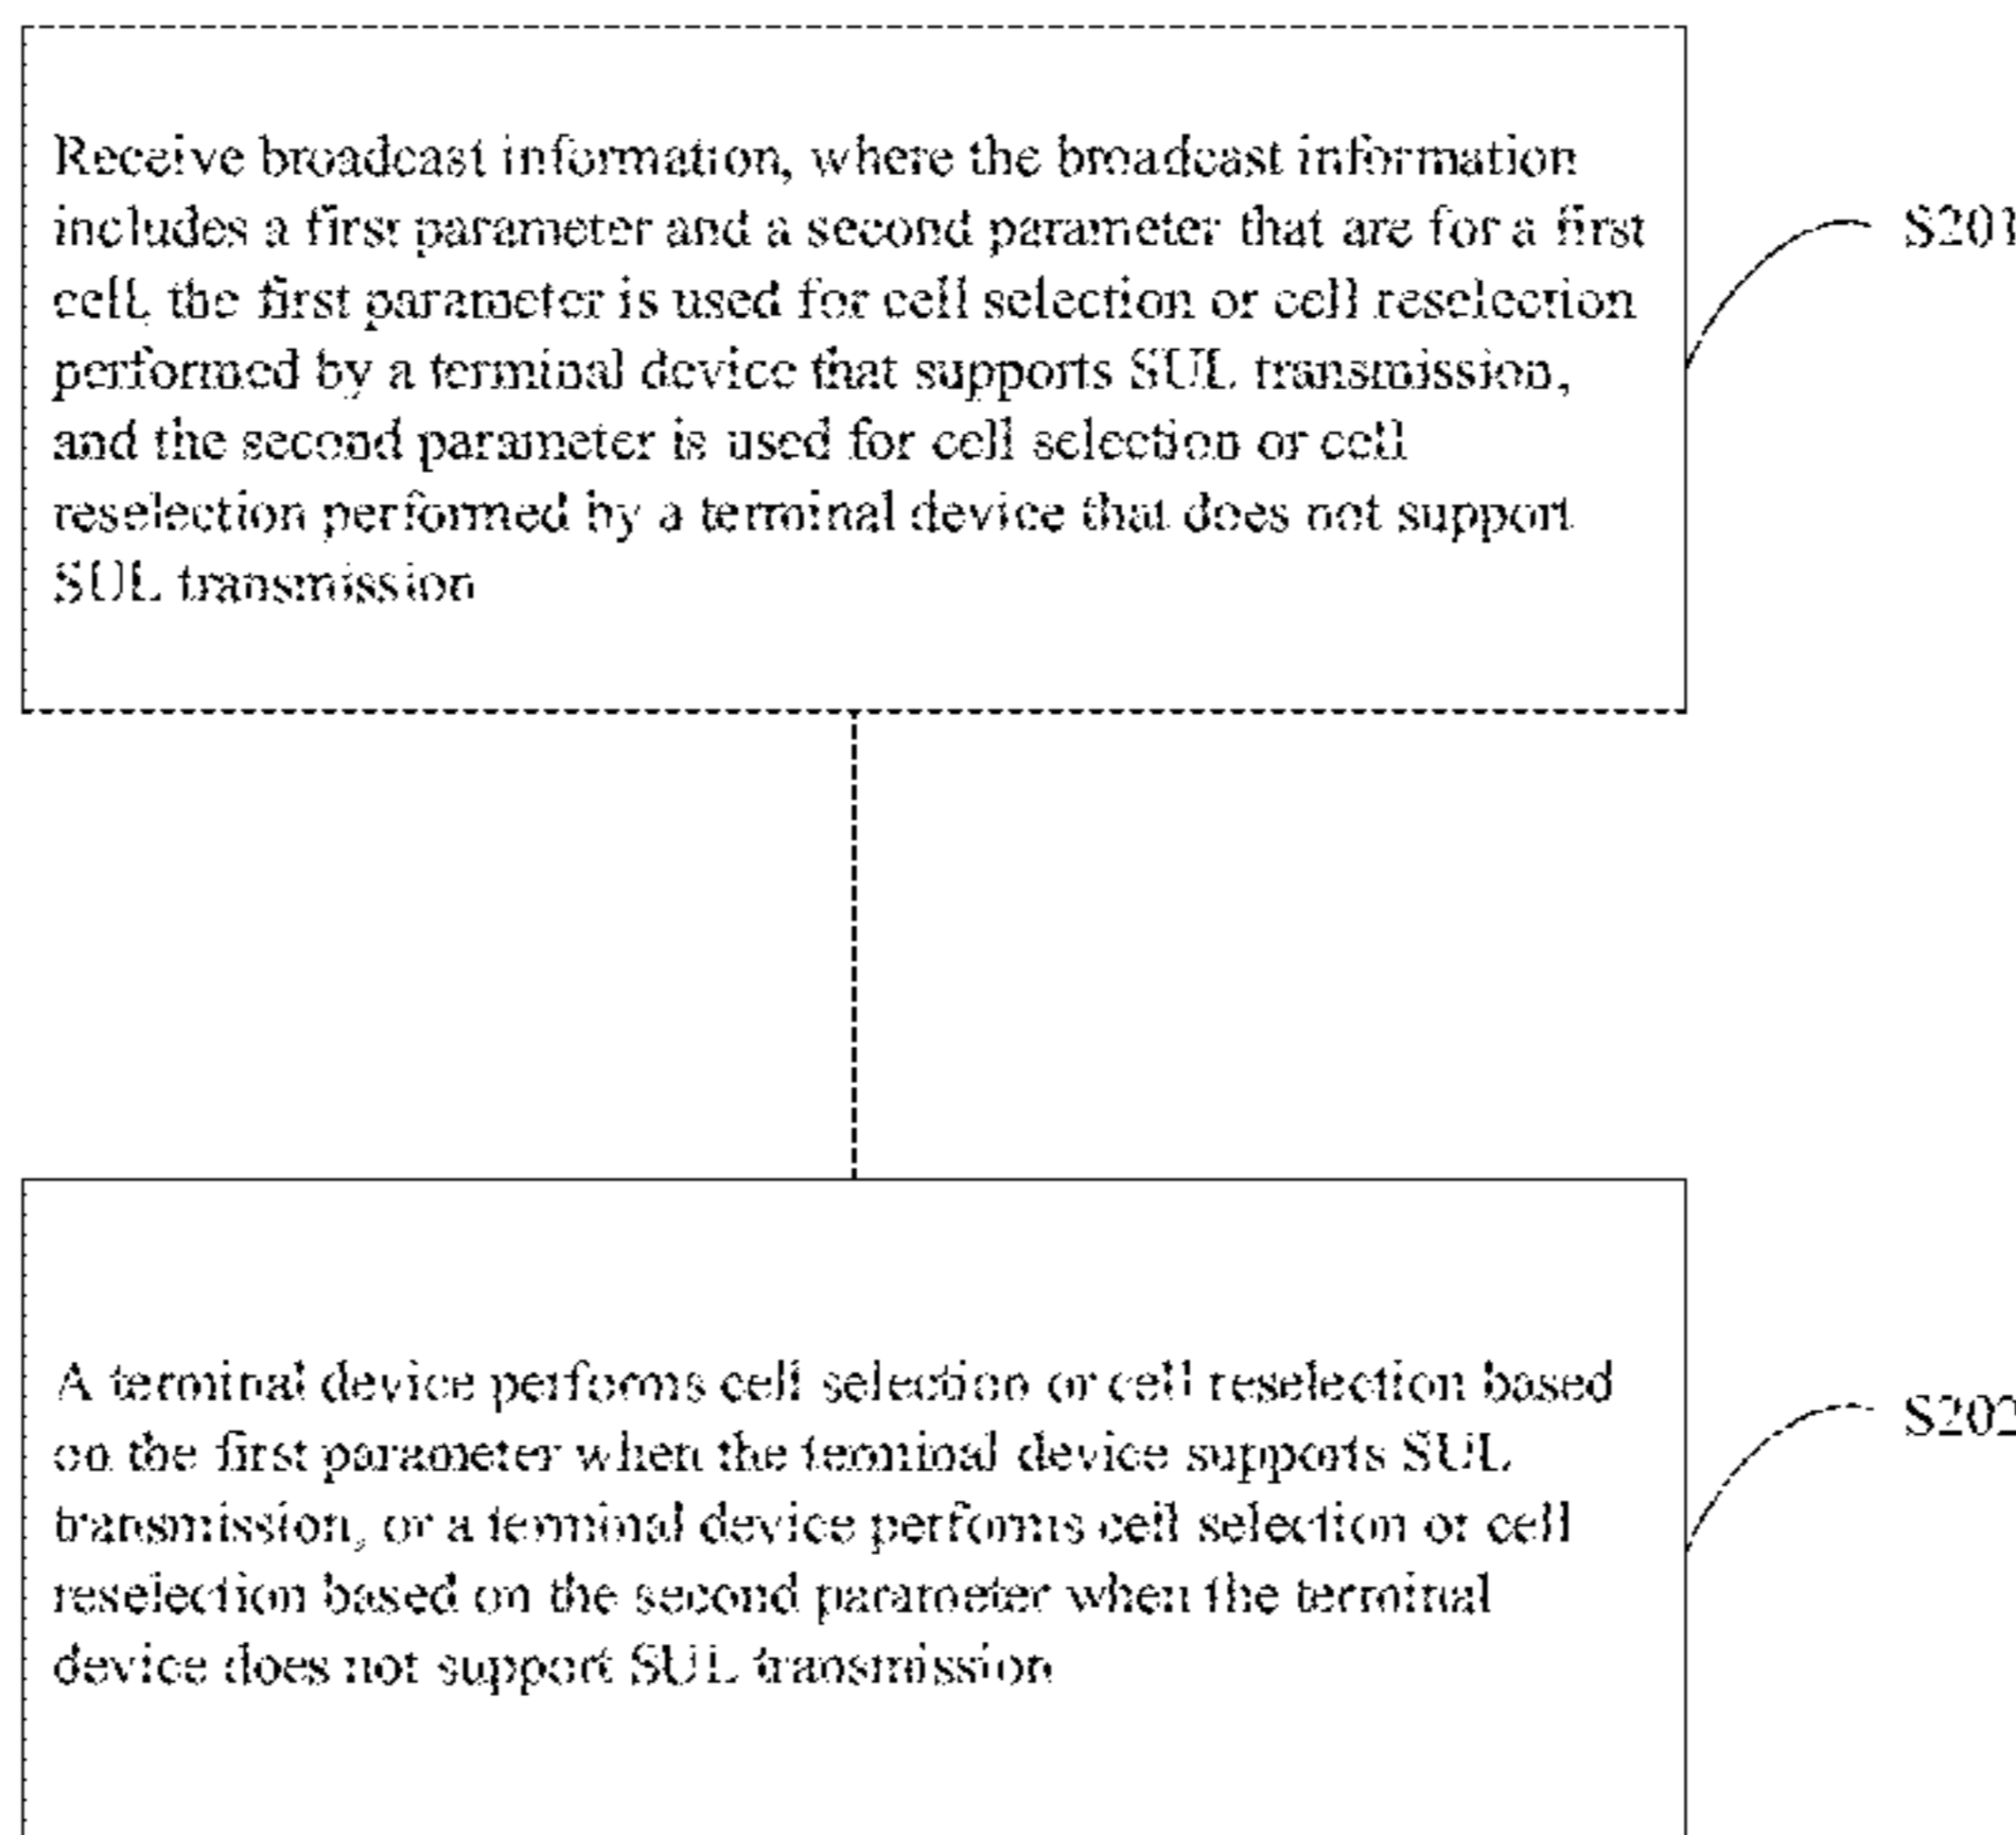 Receive broadcast information, where the broadcast information
includes a first parameter and a second parameter that are for a first
cell, the first parameter is used for cell selection or cell reselection
performed by a terminal device that supports SUL transmission,
and the second parameter is used for cell selection or cell
reselection performed by a terminal device that does not support
SUL transmission
S201
A terminal device performs cell selection or cell reselection based
on the first parameter when the terminal device supports SUL
transmission, or a terminal device performs cell selection or cell
reselection based on the second parameter when the terminal
device does not support SUL transmission
S202